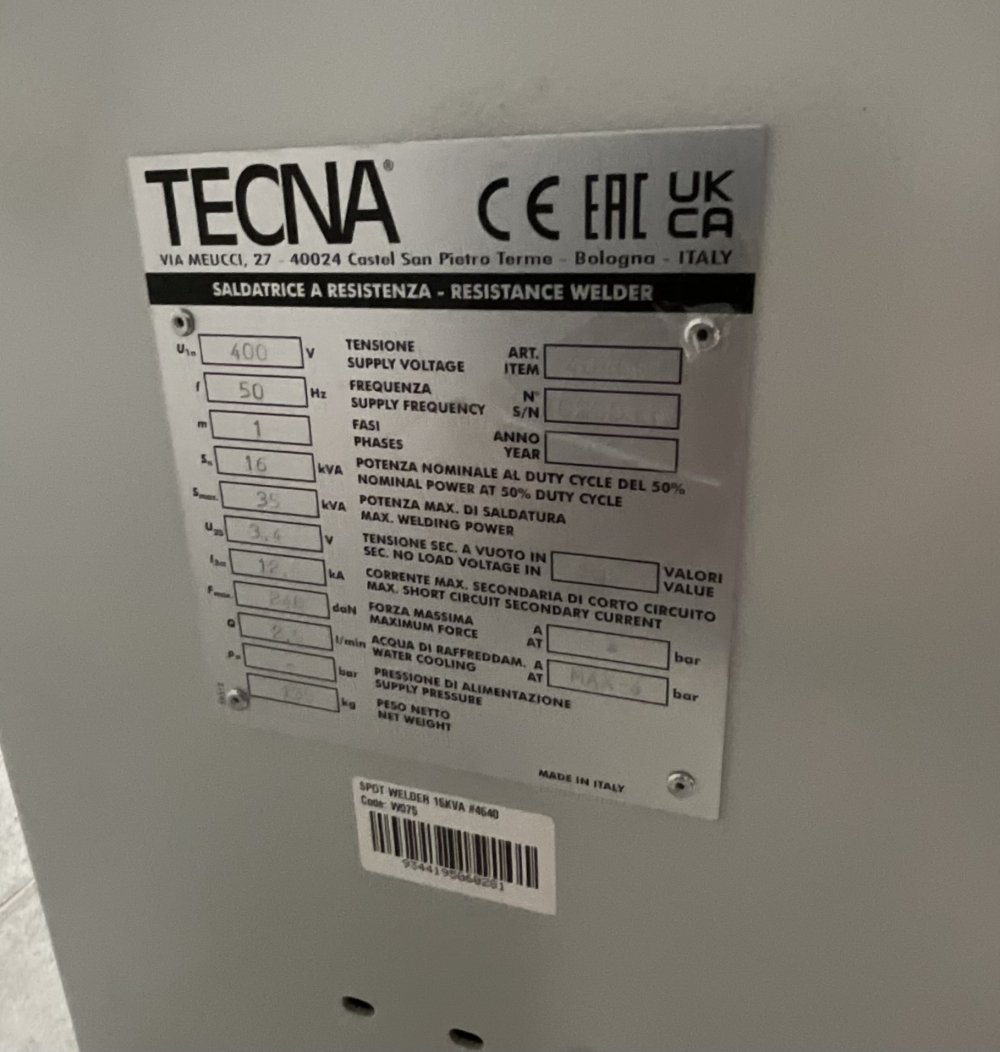 TECNA® CE EAC UK CA
VIA MEUCCI, 27 - 40024 Castel San Pietro Terme - Bologna - ITALY
SALDATRICE A RESISTENZA - RESISTANCE WELDER
U1n 400 V TENSIONE SUPPLY VOLTAGE ART. ITEM
f 50 Hz FREQUENZA SUPPLY FREQUENCY N° S/N
m 1 FASI PHASES ANNO YEAR
Sn 16 kVA POTENZA NOMINALE AL DUTY CYCLE DEL 50%
NOMINAL POWER AT 50% DUTY CYCLE
Smax. 35 kVA POTENZA MAX. DI SALDATURA
MAX. WELDING POWER
U20 3,4 V TENSIONE SEC. A VUOTO IN VALORI
SEC. NO LOAD VOLTAGE IN VALUE
kA CORRENTE MAX. SECONDARIA DI CORTO CIRCUITO
MAX. SHORT CIRCUIT SECONDARY CURRENT
Fmax. daN FORZA MASSIMA A bar
MAXIMUM FORCE AT
Q l/min ACQUA DI RAFFREDDAM. A MAX bar
WATER COOLING AT
bar PRESSIONE DI ALIMENTAZIONE
SUPPLY PRESSURE
kg PESO NETTO
NET WEIGHT
MADE IN ITALY
SPOT WELDER 16KVA #4640
Code: W075
9344195060281